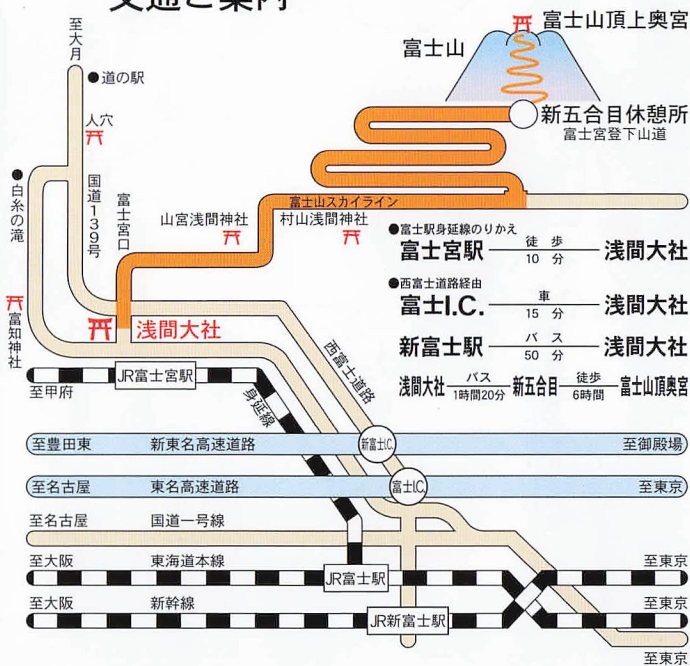 交通ご案内
至大月
●道の駅
人穴
●白糸の滝
国道139号
富士宮口
富知神社
富士山頂上奥宮
富士山
新五合目休憩所
富士宮登下山道
富士山スカイライン
山宮浅間神社
村山浅間神社
浅間大社
●富士駅身延線のりかえ
富士宮駅 徒歩 10分 浅間大社
●西富士道路経由
富士I.C. 車 15分 浅間大社
新富士駅 バス 50分 浅間大社
浅間大社 バス 1時間20分 新五合目 徒歩 6時間 富士山頂奥宮
JR富士宮駅
至甲府
身延線
西富士道路
至豊田東 新東名高速道路 新富士I.C. 至御殿場
至名古屋 東名高速道路 富士I.C. 至東京
至名古屋 国道一号線
至大阪 東海道本線 至東京
JR富士駅
至大阪 新幹線 至東京
JR新富士駅
至東京